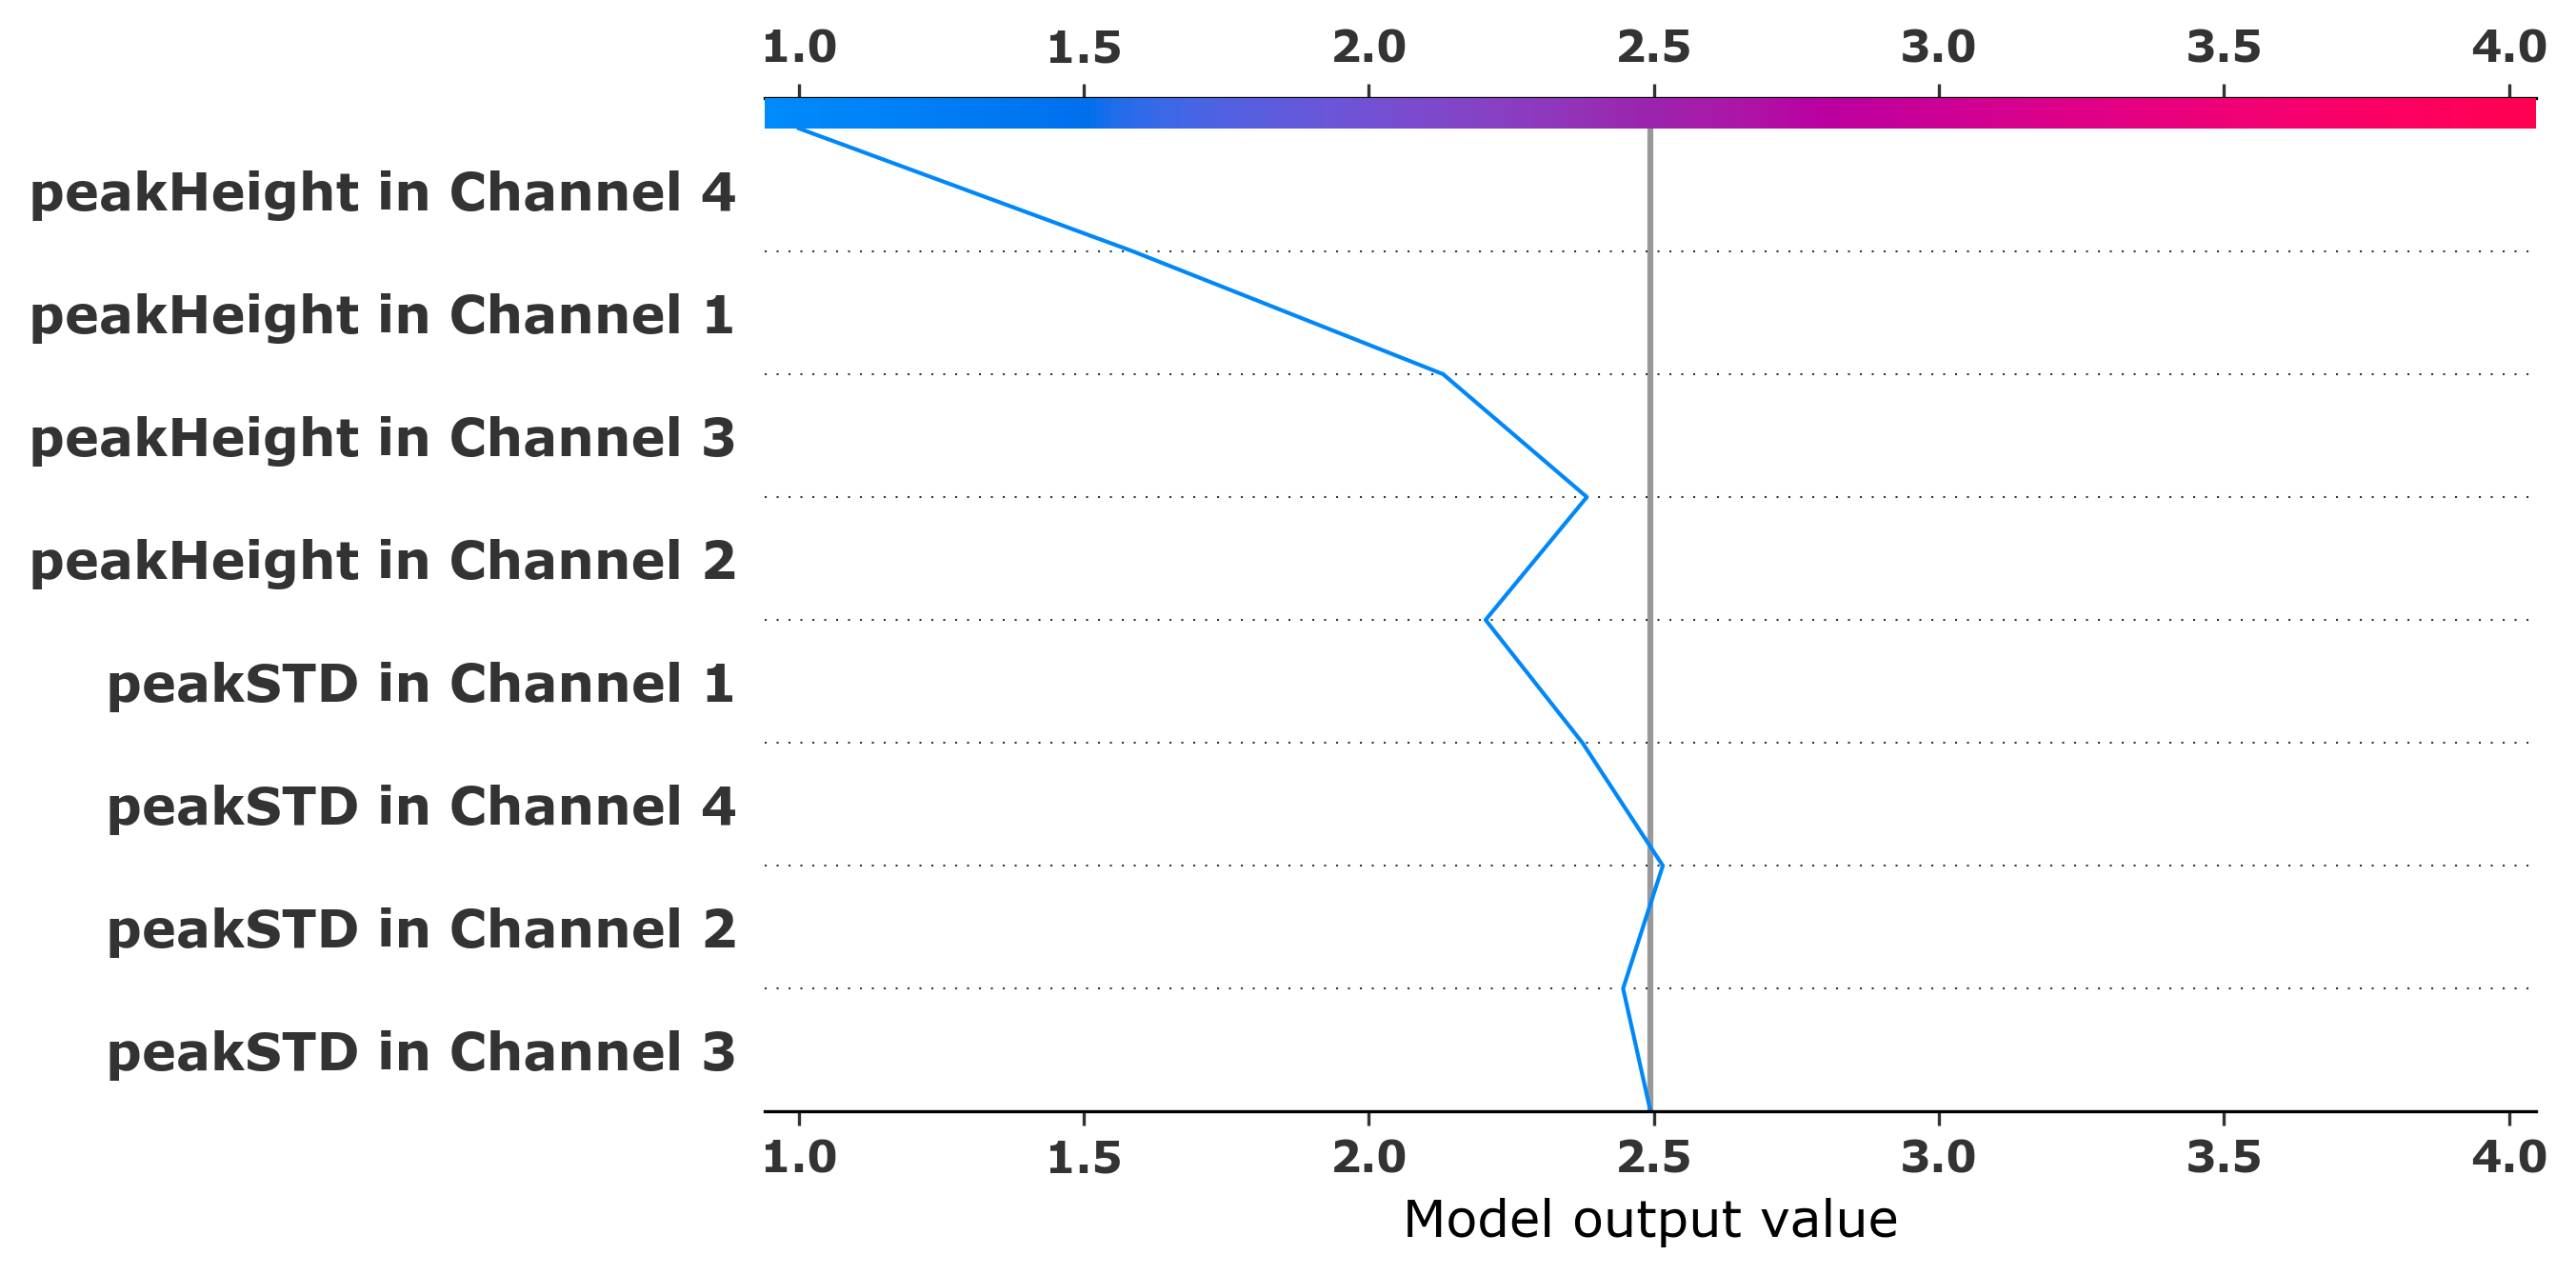 1.0 1.5 2.0 2.5 3.0 3.5 4.0
peakHeight in Channel 4
peakHeight in Channel 1
peakHeight in Channel 3
peakHeight in Channel 2
peakSTD in Channel 1
peakSTD in Channel 4
peakSTD in Channel 2
peakSTD in Channel 3
1.0 1.5 2.0 2.5 3.0 3.5 4.0
Model output value